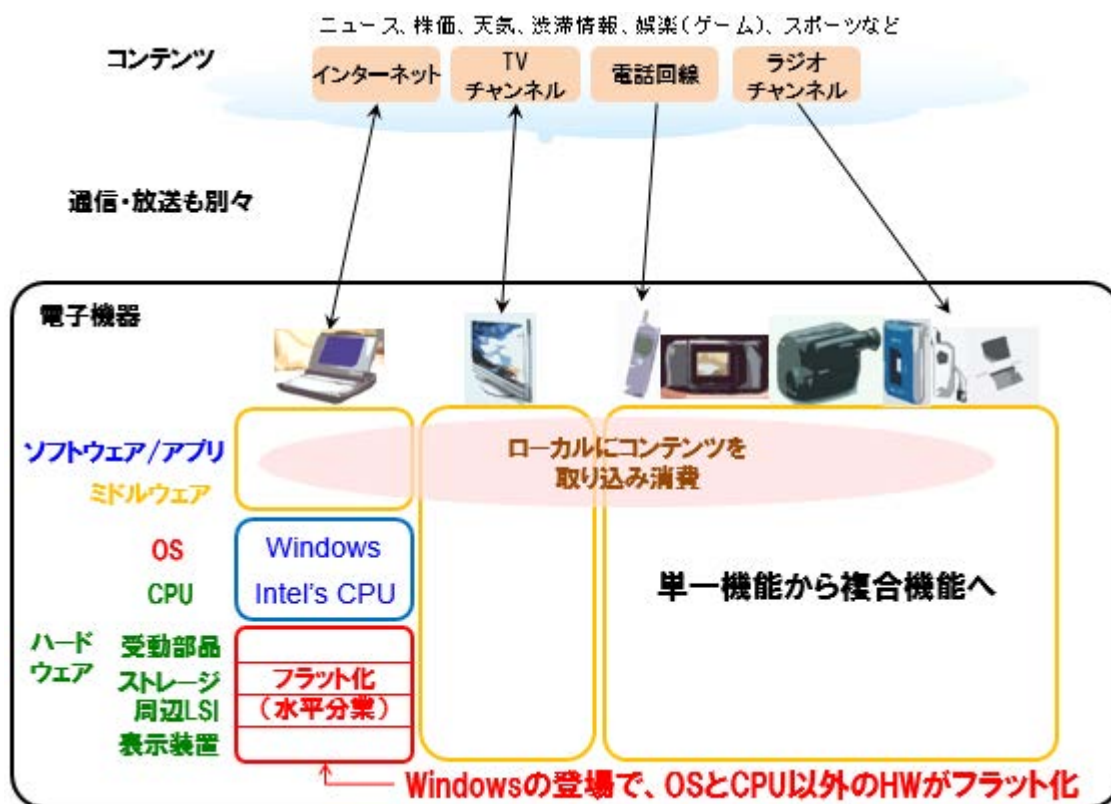 ニュース、株価、天気、渋滞情報、娯楽(ゲーム)、スポーツなど
コンテンツ
インターネット
TV
チャンネル
電話回線
ラジオ
チャンネル
通信・放送も別々
電子機器
ソフトウェア/アプリ
ミドルウェア
ローカルにコンテンツを
取り込み消費
OS
Windows
CPU
Intel's CPU
単一機能から複合機能へ
ハード
ウェア
受動部品
ストレージ
フラット化
周辺LSI
(水平分業)
表示装置
Windowsの登場で、OSとCPU以外のHWがフラット化